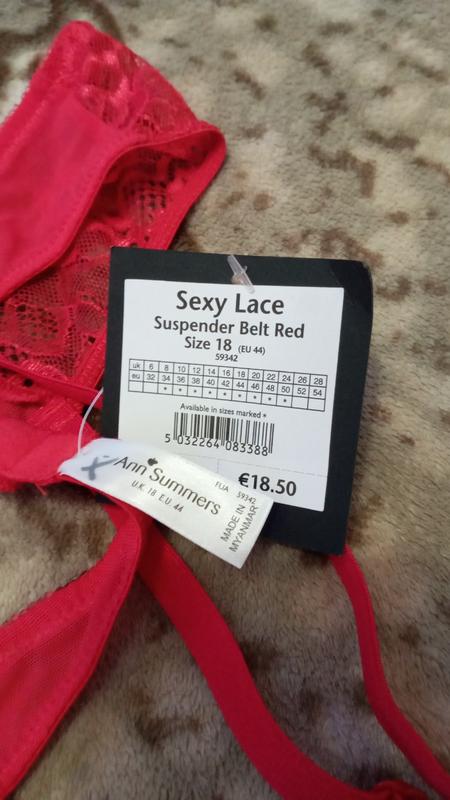 Sexy Lace
Suspender Belt Red
Size 18 (EU 44)
59342
uk 6 8 10 12 14 16 18 20 22 24 26 28
eu 32 34 36 38 40 42 44 46 48 50 52 54
* * * * * * * * *
Available in sizes marked *
5 032264 083388
€18.50
Ann Summers
U.K. 18 E.U. 44
FUA 59342
MADE IN
MYANMAR